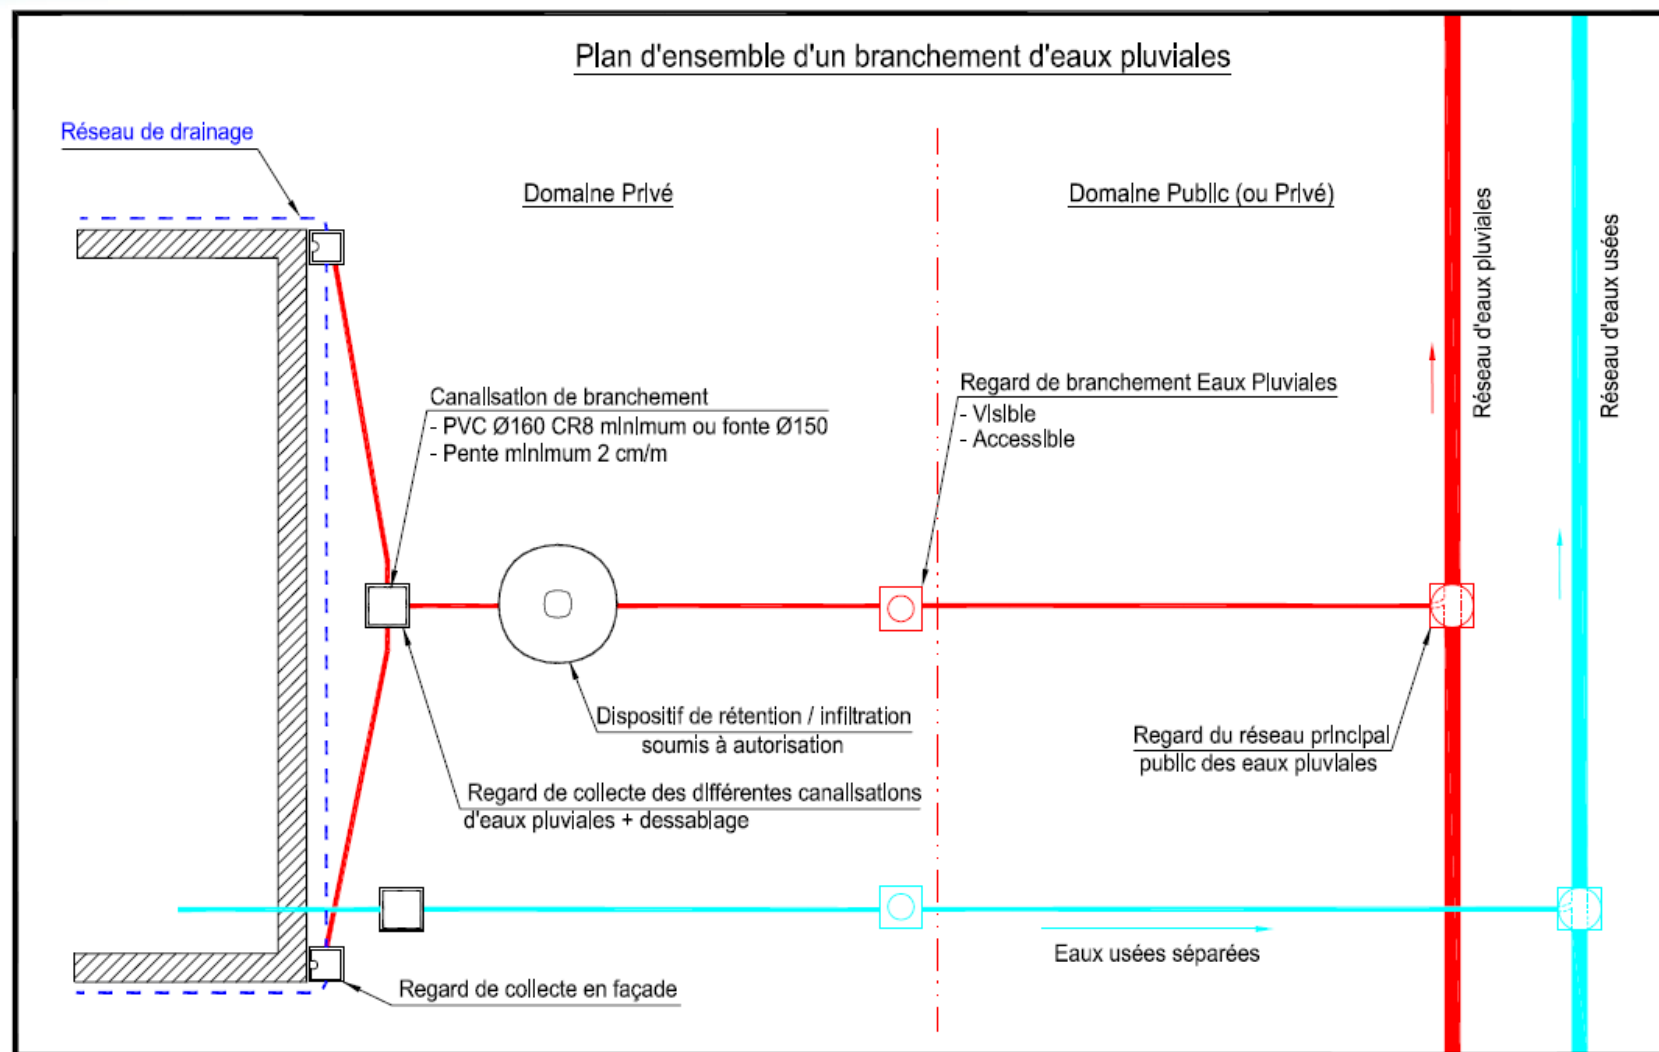 Plan d'ensemble d'un branchement d'eaux pluviales
Réseau de drainage
Domaine Privé
Domaine Public (ou Privé)
Réseau d'eaux pluviales
Réseau d'eaux usées
Canalisation de branchement
- PVC Ø160 CR8 minimum ou fonte Ø150
- Pente minimum 2 cm/m
Regard de branchement Eaux Pluviales
- Visible
- Accessible
Dispositif de rétention / infiltration
soumis à autorisation
Regard du réseau principal
public des eaux pluviales
Regard de collecte des différentes canalisations
d'eaux pluviales + dessablage
Eaux usées séparées
Regard de collecte en façade